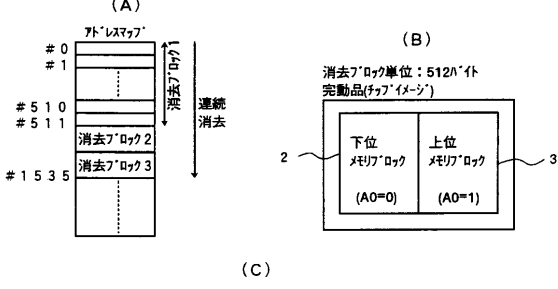 (A)
アドレスマップ
#0
#1
#510
#511
消去ブロック1
連続
消去
消去ブロック2
消去ブロック3
#1535
(B)
消去ブロック単位：512バイト
完動品(チップイメージ)
2
下位
メモリブロック
(A0=0)
上位
メモリブロック
(A0=1)
3
(C)